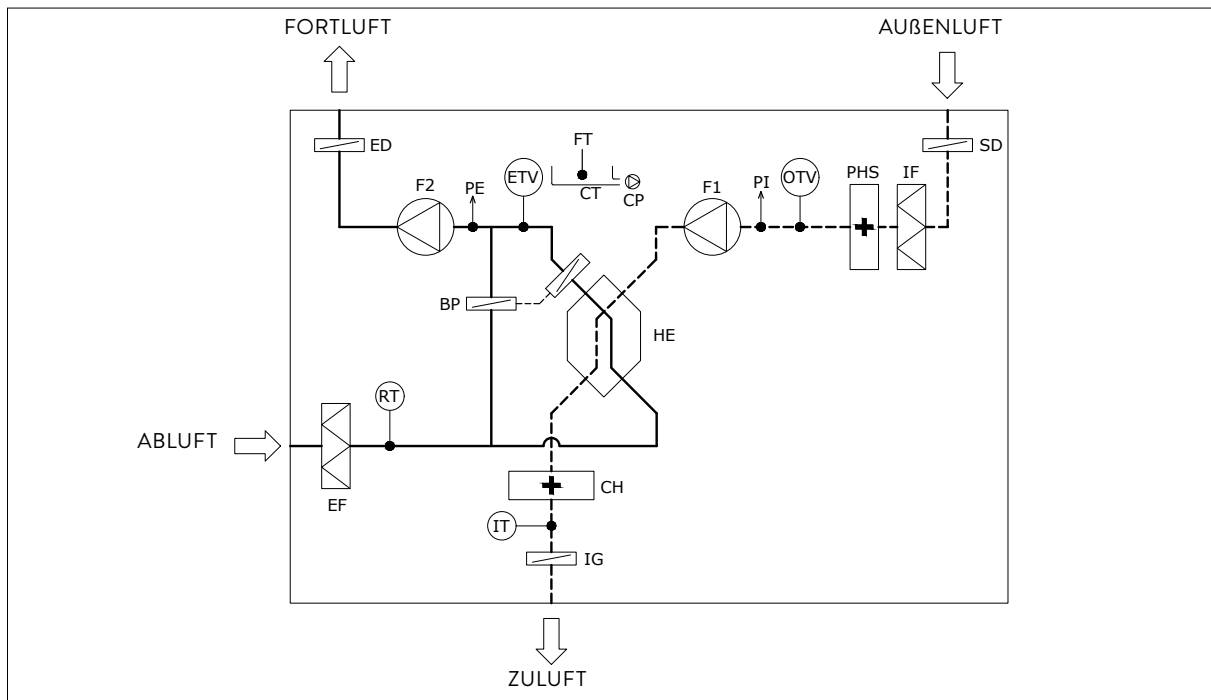 FORTLUFT
AUßENLUFT
ED
FT
SD
F2
PE
ETV
CT
CP
F1
PI
OTV
PHS
IF
BP
HE
RT
ABLUFT
EF
CH
IT
IG
ZULUFT